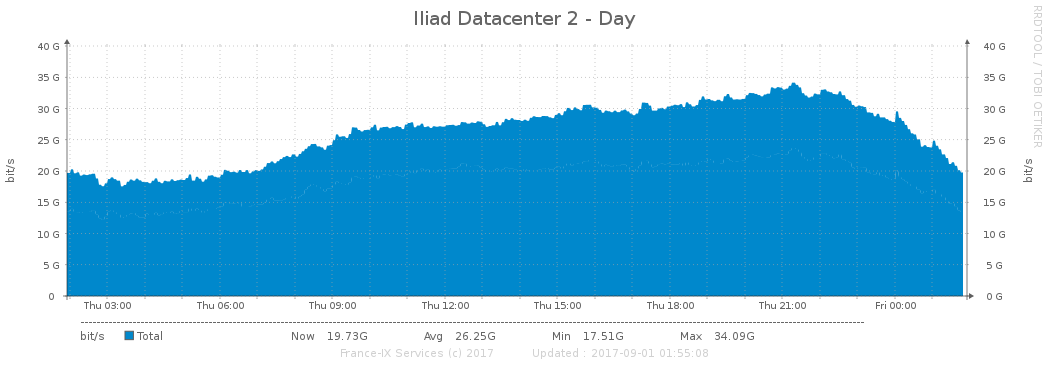 Iliad Datacenter 2 - Day
RRDTOOL / TOBI OETIKER
bit/s
40 G 40 G
35 G 35 G
30 G 30 G
25 G 25 G
20 G 20 G
15 G 15 G
10 G 10 G
5 G 5 G
0 0 G
bit/s
Thu 03:00 Thu 06:00 Thu 09:00 Thu 12:00 Thu 15:00 Thu 18:00 Thu 21:00 Fri 00:00
bit/s Total Now 19.73G Avg 26.25G Min 17.51G Max 34.09G
France-IX Services (c) 2017 Updated : 2017-09-01 01:55:08